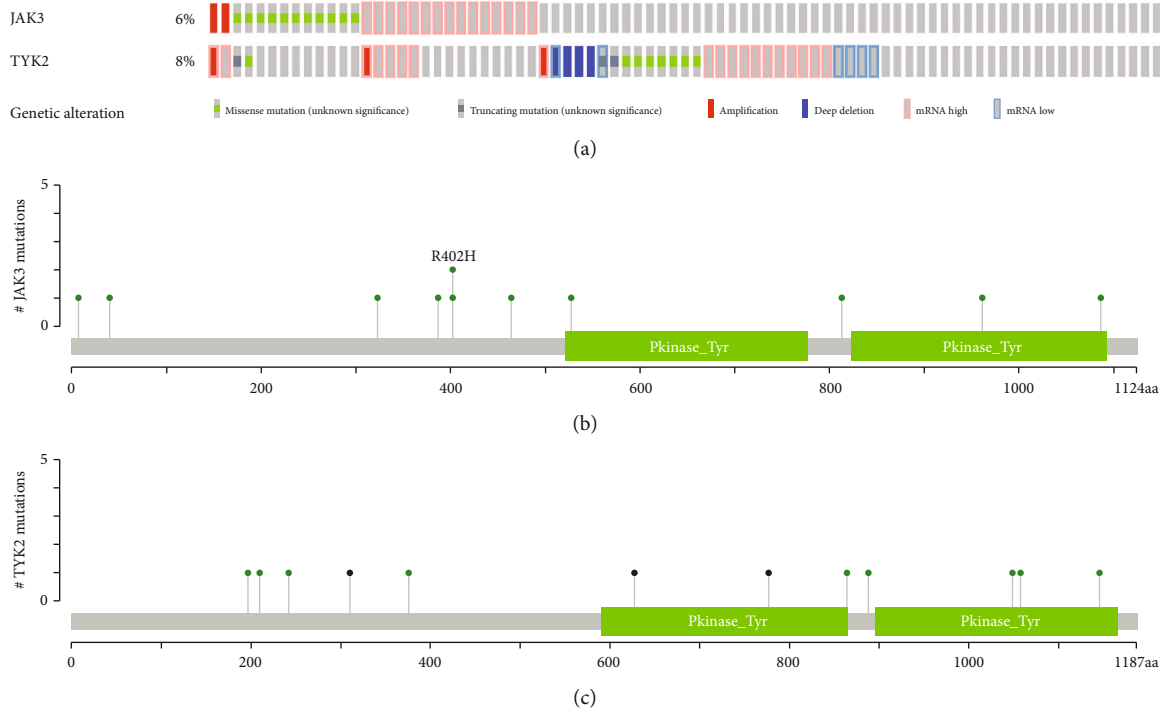 JAK3 6%
TYK2 8%
Genetic alteration Missense mutation (unknown significance) Truncating mutation (unknown significance) Amplification Deep deletion mRNA high mRNA low
(a)
5
R402H
# JAK3 mutations
0
Pkinase_Tyr Pkinase_Tyr
0 200 400 600 800 1000 1124aa
(b)
5
# TYK2 mutations
0
Pkinase_Tyr Pkinase_Tyr
0 200 400 600 800 1000 1187aa
(c)